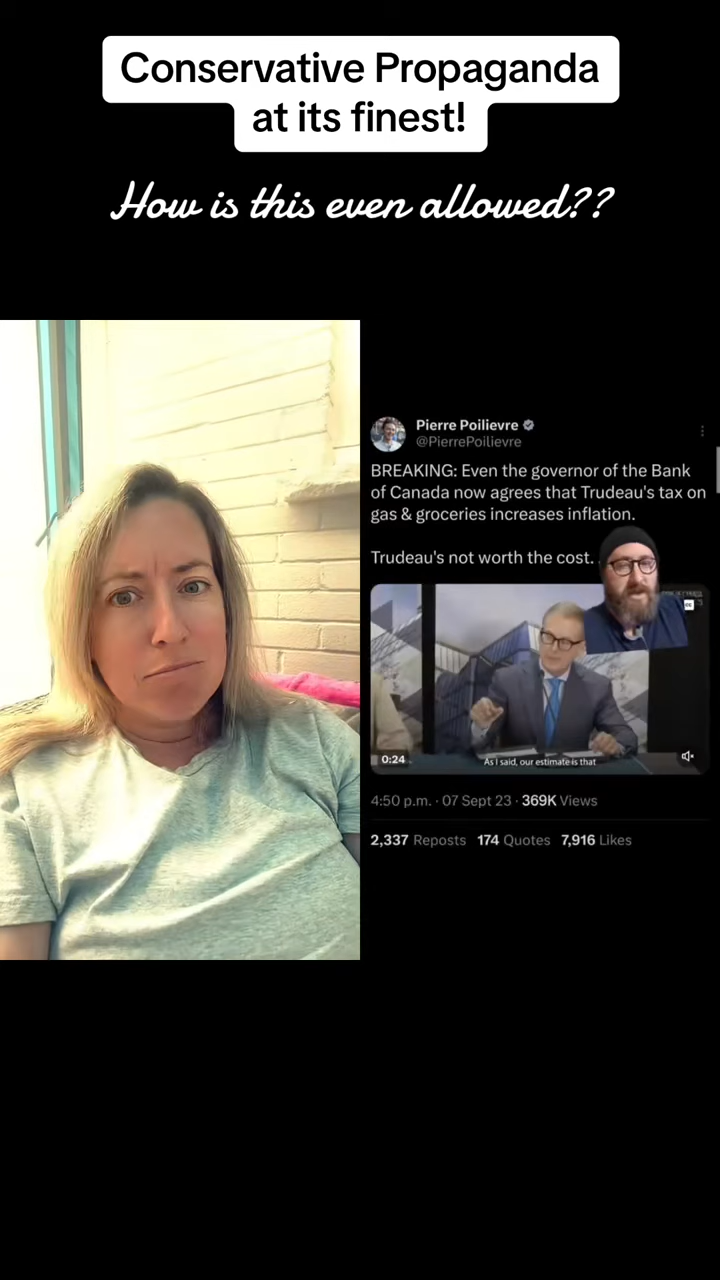 Conservative Propaganda
at its finest!
How is this even allowed??
Pierre Poilievre
@PierrePoilievre
BREAKING: Even the governor of the Bank
of Canada now agrees that Trudeau's tax on
gas & groceries increases inflation.
Trudeau's not worth the cost.
0:24
As I said, our estimate is that
4:50 p.m. · 07 Sept 23 · 369K Views
2,337 Reposts 174 Quotes 7,916 Likes